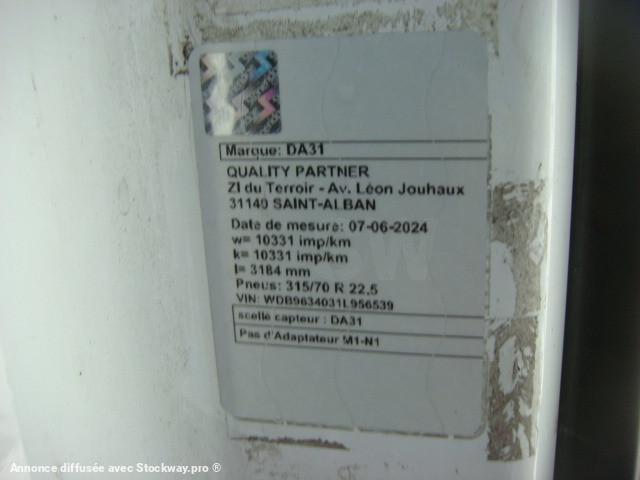 Marque: DA31
QUALITY PARTNER
ZI du Terroir - Av. Léon Jouhaux
31140 SAINT-ALBAN
Date de mesure: 07-06-2024
w= 10331 imp/km
k= 10331 imp/km
l= 3184 mm
Pneus: 315/70 R 22,5
VIN: WDB9634031L956539
scellé capteur : DA31
Pas d'Adaptateur M1-N1
Annonce diffusée avec Stockway.pro ®